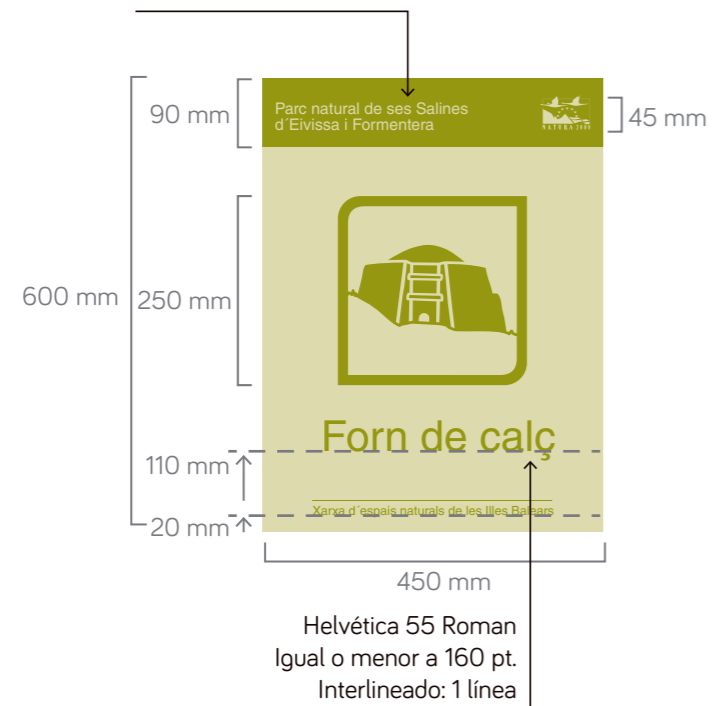 90 mm
Parc natural de ses Salines
d´Eivissa i Formentera
NATURA 2000
45 mm
600 mm
250 mm
Forn de calç
110 mm
Xarxa d´espais naturals de les Illes Balears
20 mm
450 mm
Helvética 55 Roman
Igual o menor a 160 pt.
Interlineado: 1 línea